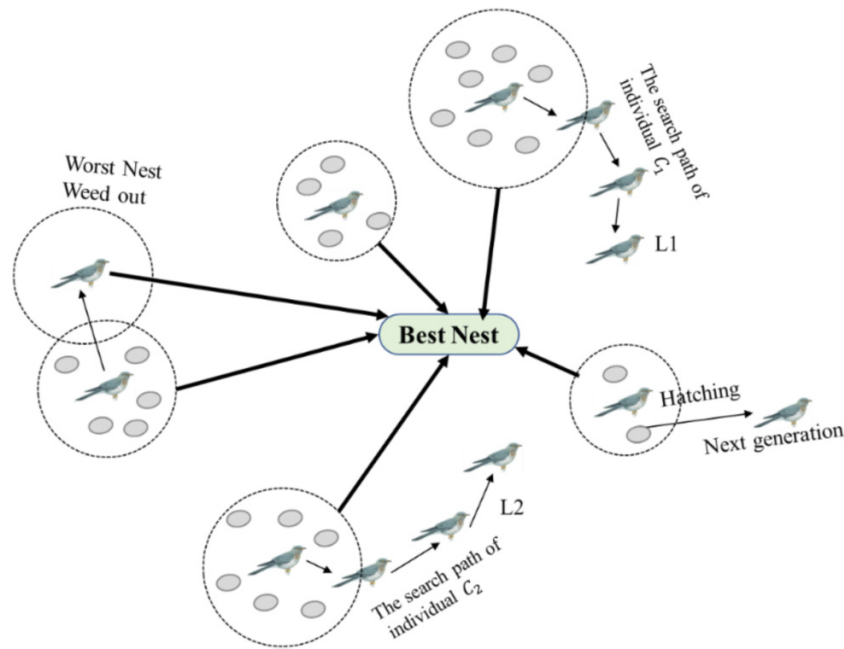 The search path of
individual C₁
Worst Nest
Weed out
L1
Best Nest
Hatching
Next generation
L2
The search path of
individual C₂